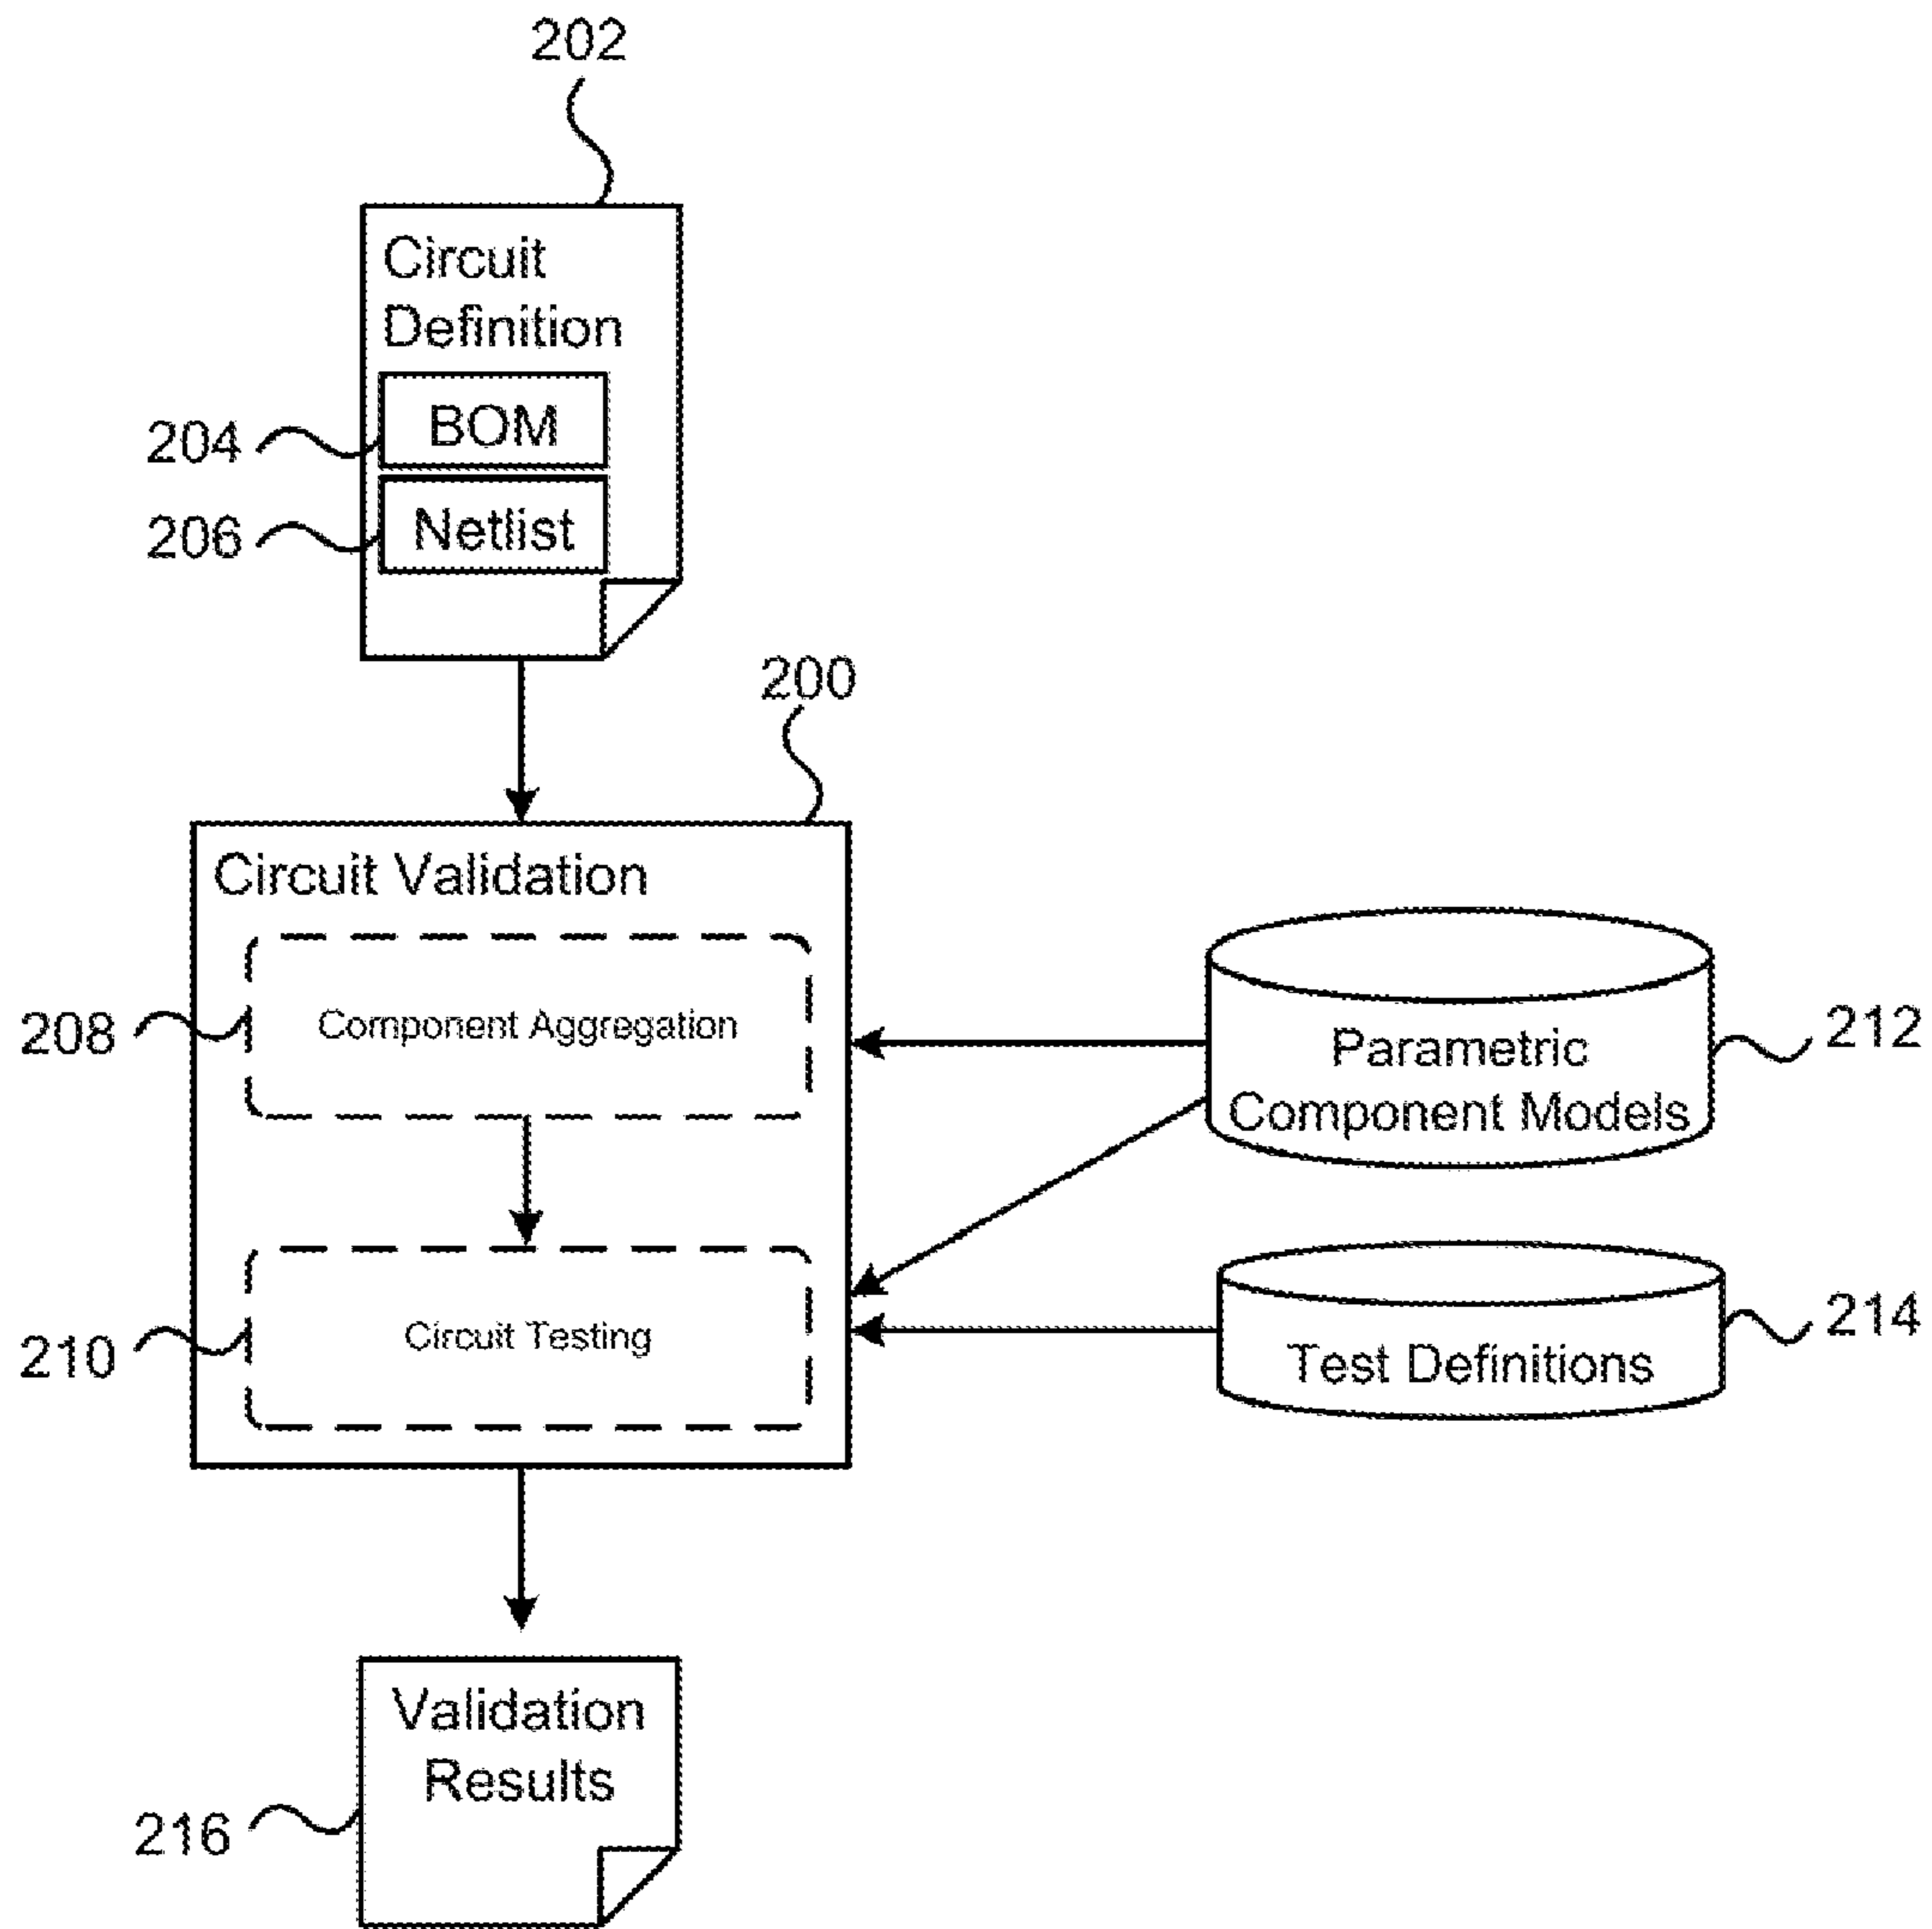 202
Circuit
Definition
204
BOM
206
Netlist
200
Circuit Validation
208
Component Aggregation
Parametric
Component Models
212
210
Circuit Testing
Test Definitions
214
Validation
Results
216